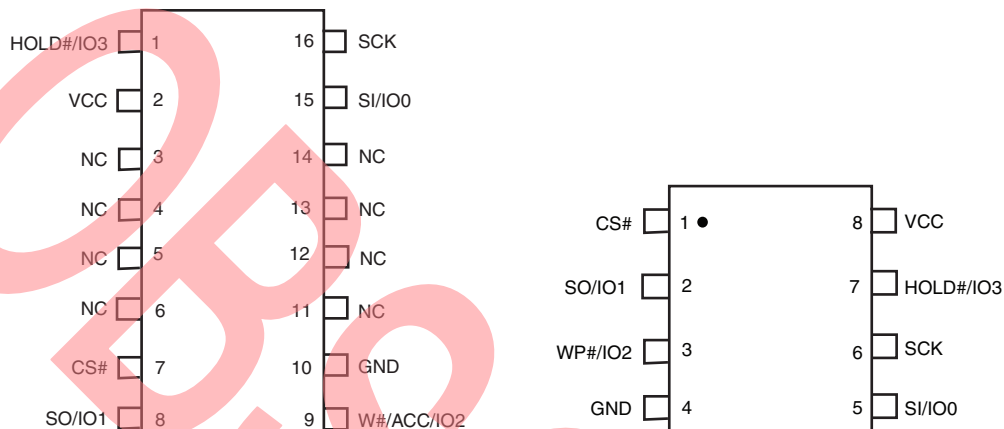 HOLD#/IO3 1 16 SCK
VCC 2 15 SI/IO0
NC 3 14 NC
NC 4 13 NC
NC 5 12 NC
NC 6 11 NC
CS# 7 10 GND
SO/IO1 8 9 W#/ACC/IO2
CS# 1 8 VCC
SO/IO1 2 7 HOLD#/IO3
WP#/IO2 3 6 SCK
GND 4 5 SI/IO0